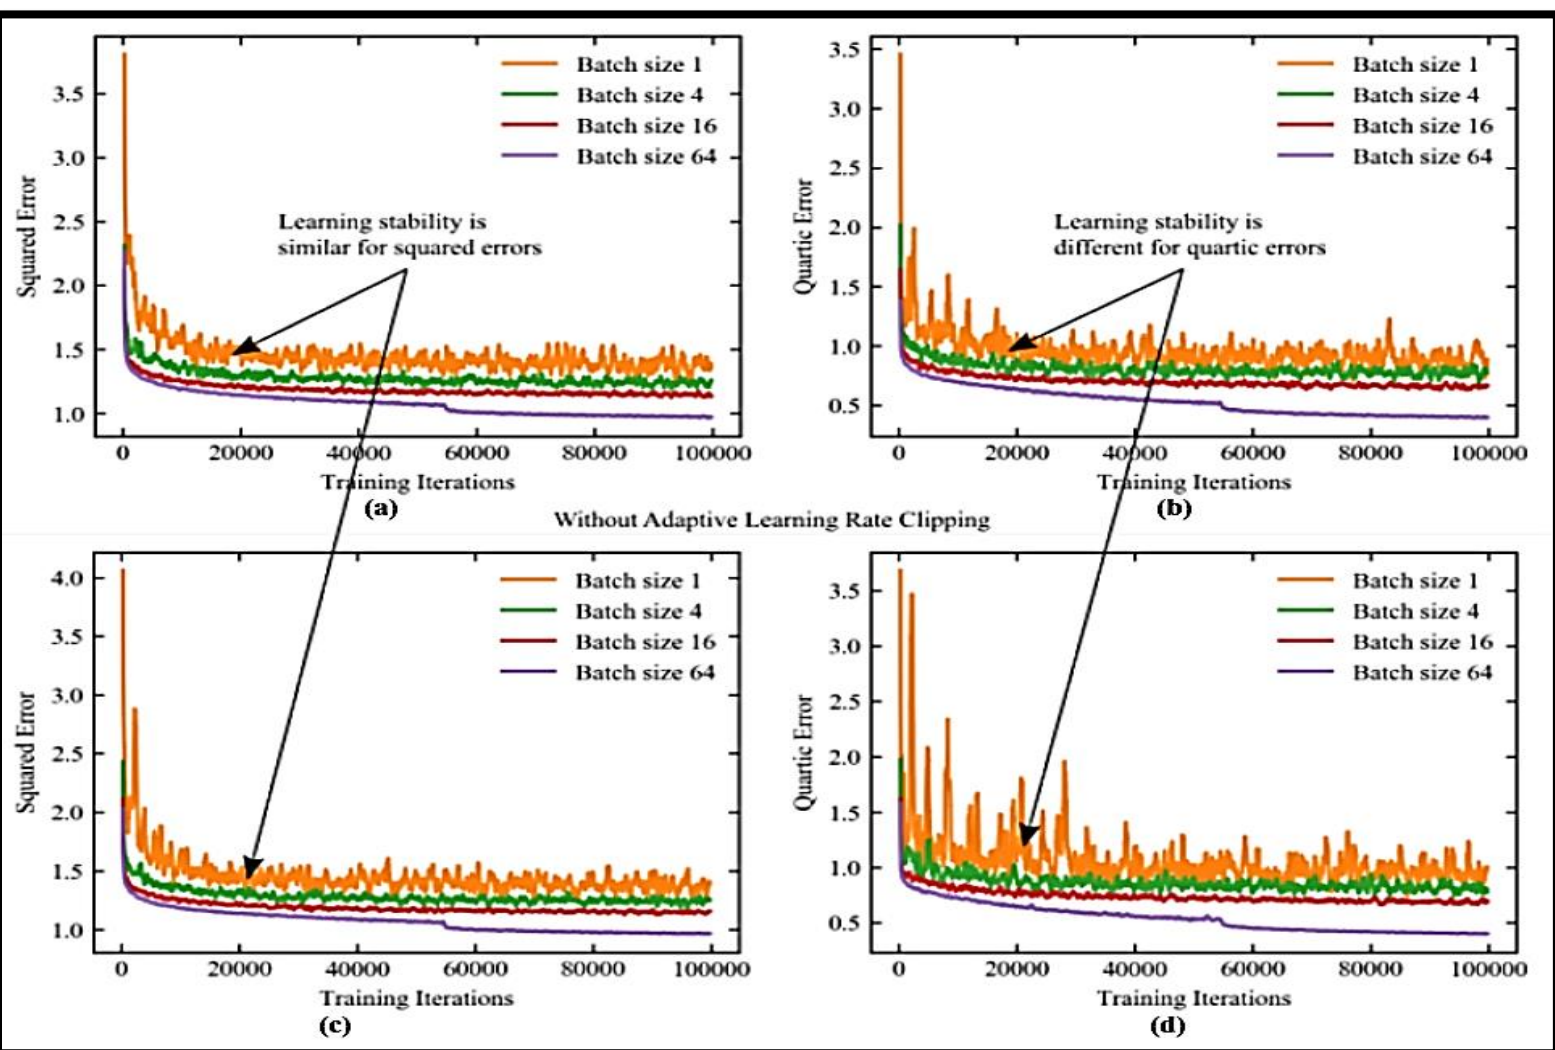 3.5
3.0
2.5
2.0
1.5
1.0
Squared Error
Batch size 1
Batch size 4
Batch size 16
Batch size 64
Learning stability is
similar for squared errors
0 20000 40000 60000 80000 100000
Training Iterations
(a)
3.5
3.0
2.5
2.0
1.5
1.0
0.5
Quartic Error
Batch size 1
Batch size 4
Batch size 16
Batch size 64
Learning stability is
different for quartic errors
0 20000 40000 60000 80000 100000
Training Iterations
(b)
Without Adaptive Learning Rate Clipping
4.0
3.5
3.0
2.5
2.0
1.5
1.0
Squared Error
Batch size 1
Batch size 4
Batch size 16
Batch size 64
0 20000 40000 60000 80000 100000
Training Iterations
(c)
3.5
3.0
2.5
2.0
1.5
1.0
0.5
Quartic Error
Batch size 1
Batch size 4
Batch size 16
Batch size 64
0 20000 40000 60000 80000 100000
Training Iterations
(d)